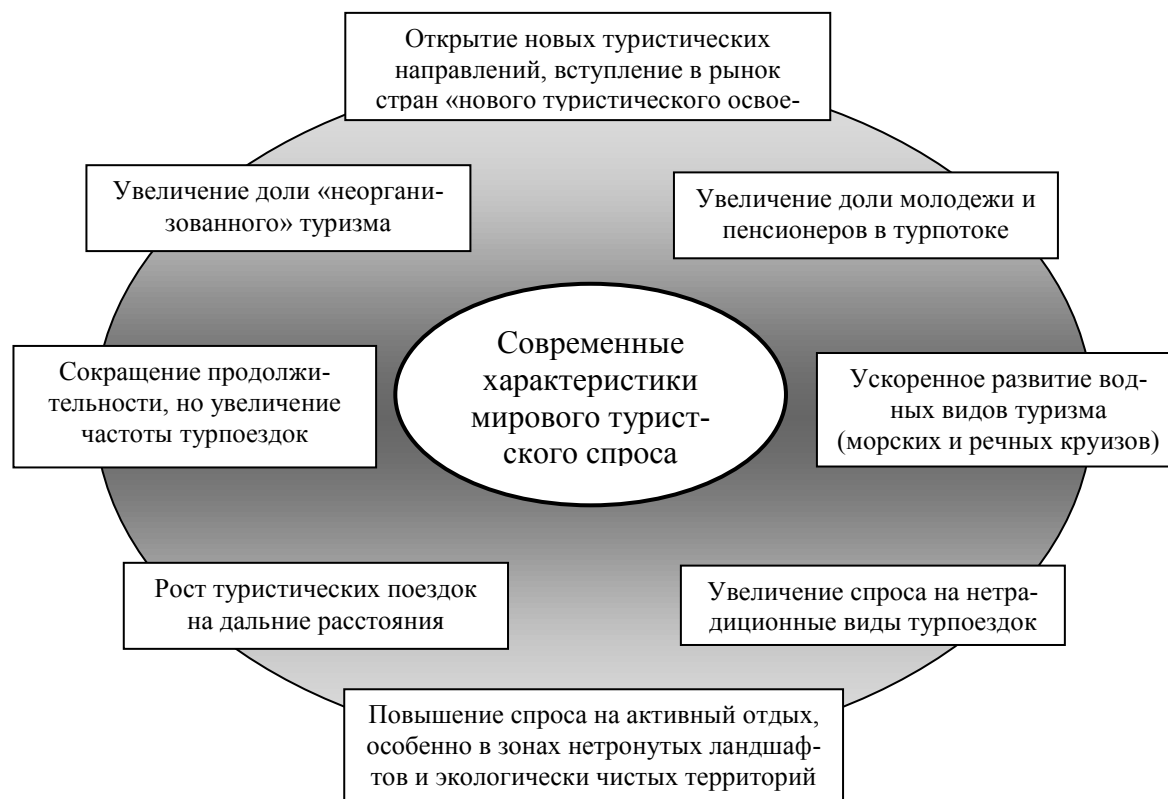 Открытие новых туристических
направлений, вступление в рынок
стран «нового туристического освое-
Увеличение доли «неоргани-
зованного» туризма
Увеличение доли молодежи и
пенсионеров в турпотоке
Современные
характеристики
мирового турист-
ского спроса
Сокращение продолжи-
тельности, но увеличение
частоты турпоездок
Ускоренное развитие вод-
ных видов туризма
(морских и речных круизов)
Рост туристических поездок
на дальние расстояния
Увеличение спроса на нетра-
диционные виды турпоездок
Повышение спроса на активный отдых,
особенно в зонах нетронутых ландшаф-
тов и экологически чистых территорий